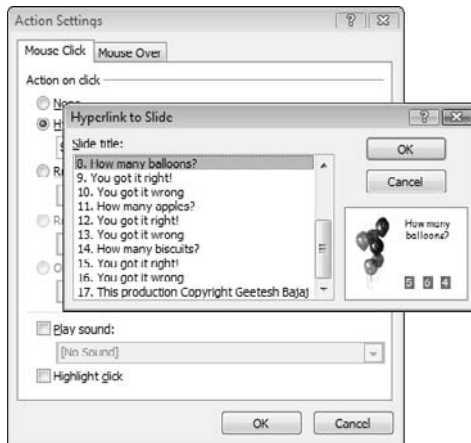 Action Settings
Mouse Click
Mouse Over
Action on click
None
Hyperlink to Slide
Slide title:
8. How many balloons?
9. You got it right!
10. You got it wrong
11. How many apples?
12. You got it right!
13. You got it wrong
14. How many biscuits?
15. You got it right!
16. You got it wrong
17. This production Copyright Geetesh Bajaj
OK
Cancel
How many
balloons?
5 6 4
Play sound:
[No Sound]
Highlight click
OK
Cancel